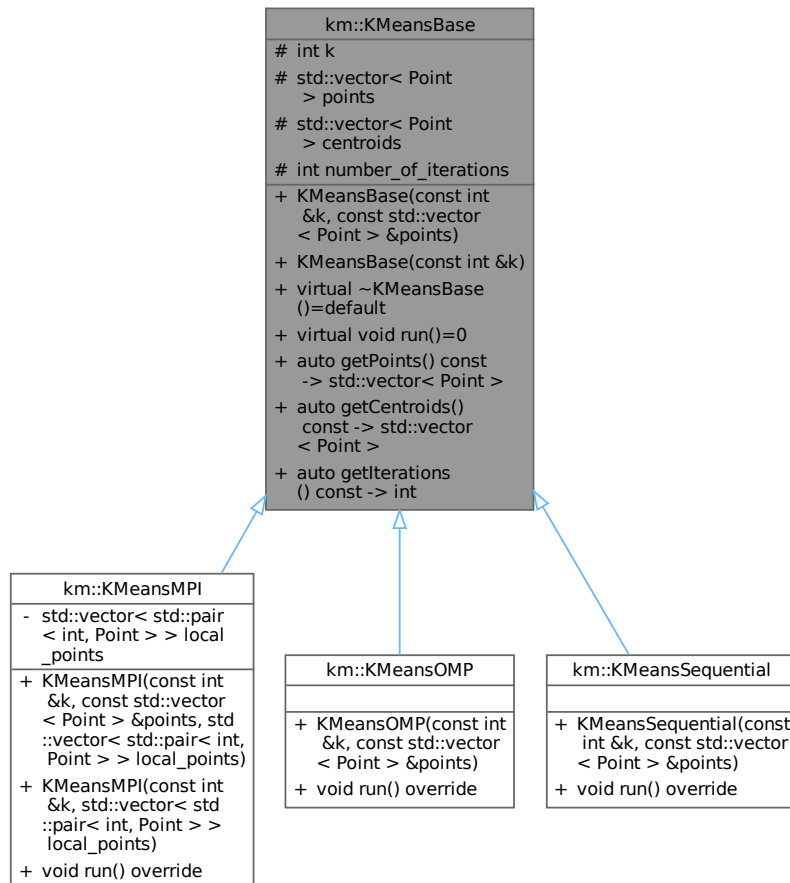 km::KMeansBase
# int k
# std::vector< Point
> points
# std::vector< Point
> centroids
# int number_of_iterations
+ KMeansBase(const int
&k, const std::vector
< Point > &points)
+ KMeansBase(const int &k)
+ virtual ~KMeansBase
()=default
+ virtual void run()=0
+ auto getPoints() const
-> std::vector< Point >
+ auto getCentroids()
const -> std::vector
< Point >
+ auto getIterations
() const -> int
km::KMeansMPI
- std::vector< std::pair
< int, Point > > local
_points
+ KMeansMPI(const int
&k, const std::vector
< Point > &points, std
::vector< std::pair< int,
Point > > local_points)
+ KMeansMPI(const int
&k, std::vector< std
::pair< int, Point > >
local_points)
+ void run() override
km::KMeansOMP
+ KMeansOMP(const int
&k, const std::vector
< Point > &points)
+ void run() override
km::KMeansSequential
+ KMeansSequential(const
int &k, const std::vector
< Point > &points)
+ void run() override